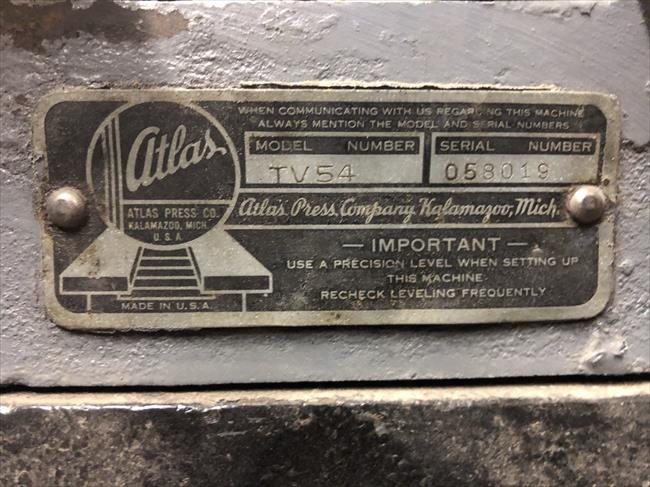 WHEN COMMUNICATING WITH US REGARDING THIS MACHINE
ALWAYS MENTION THE MODEL AND SERIAL NUMBERS
MODEL NUMBER
TV54
SERIAL NUMBER
058019
Atlas
ATLAS PRESS CO.
KALAMAZOO, MICH.
U.S.A.
Atlas Press Company Kalamazoo, Mich.
— IMPORTANT —
USE A PRECISION LEVEL WHEN SETTING UP
THIS MACHINE
RECHECK LEVELING FREQUENTLY
MADE IN U.S.A.